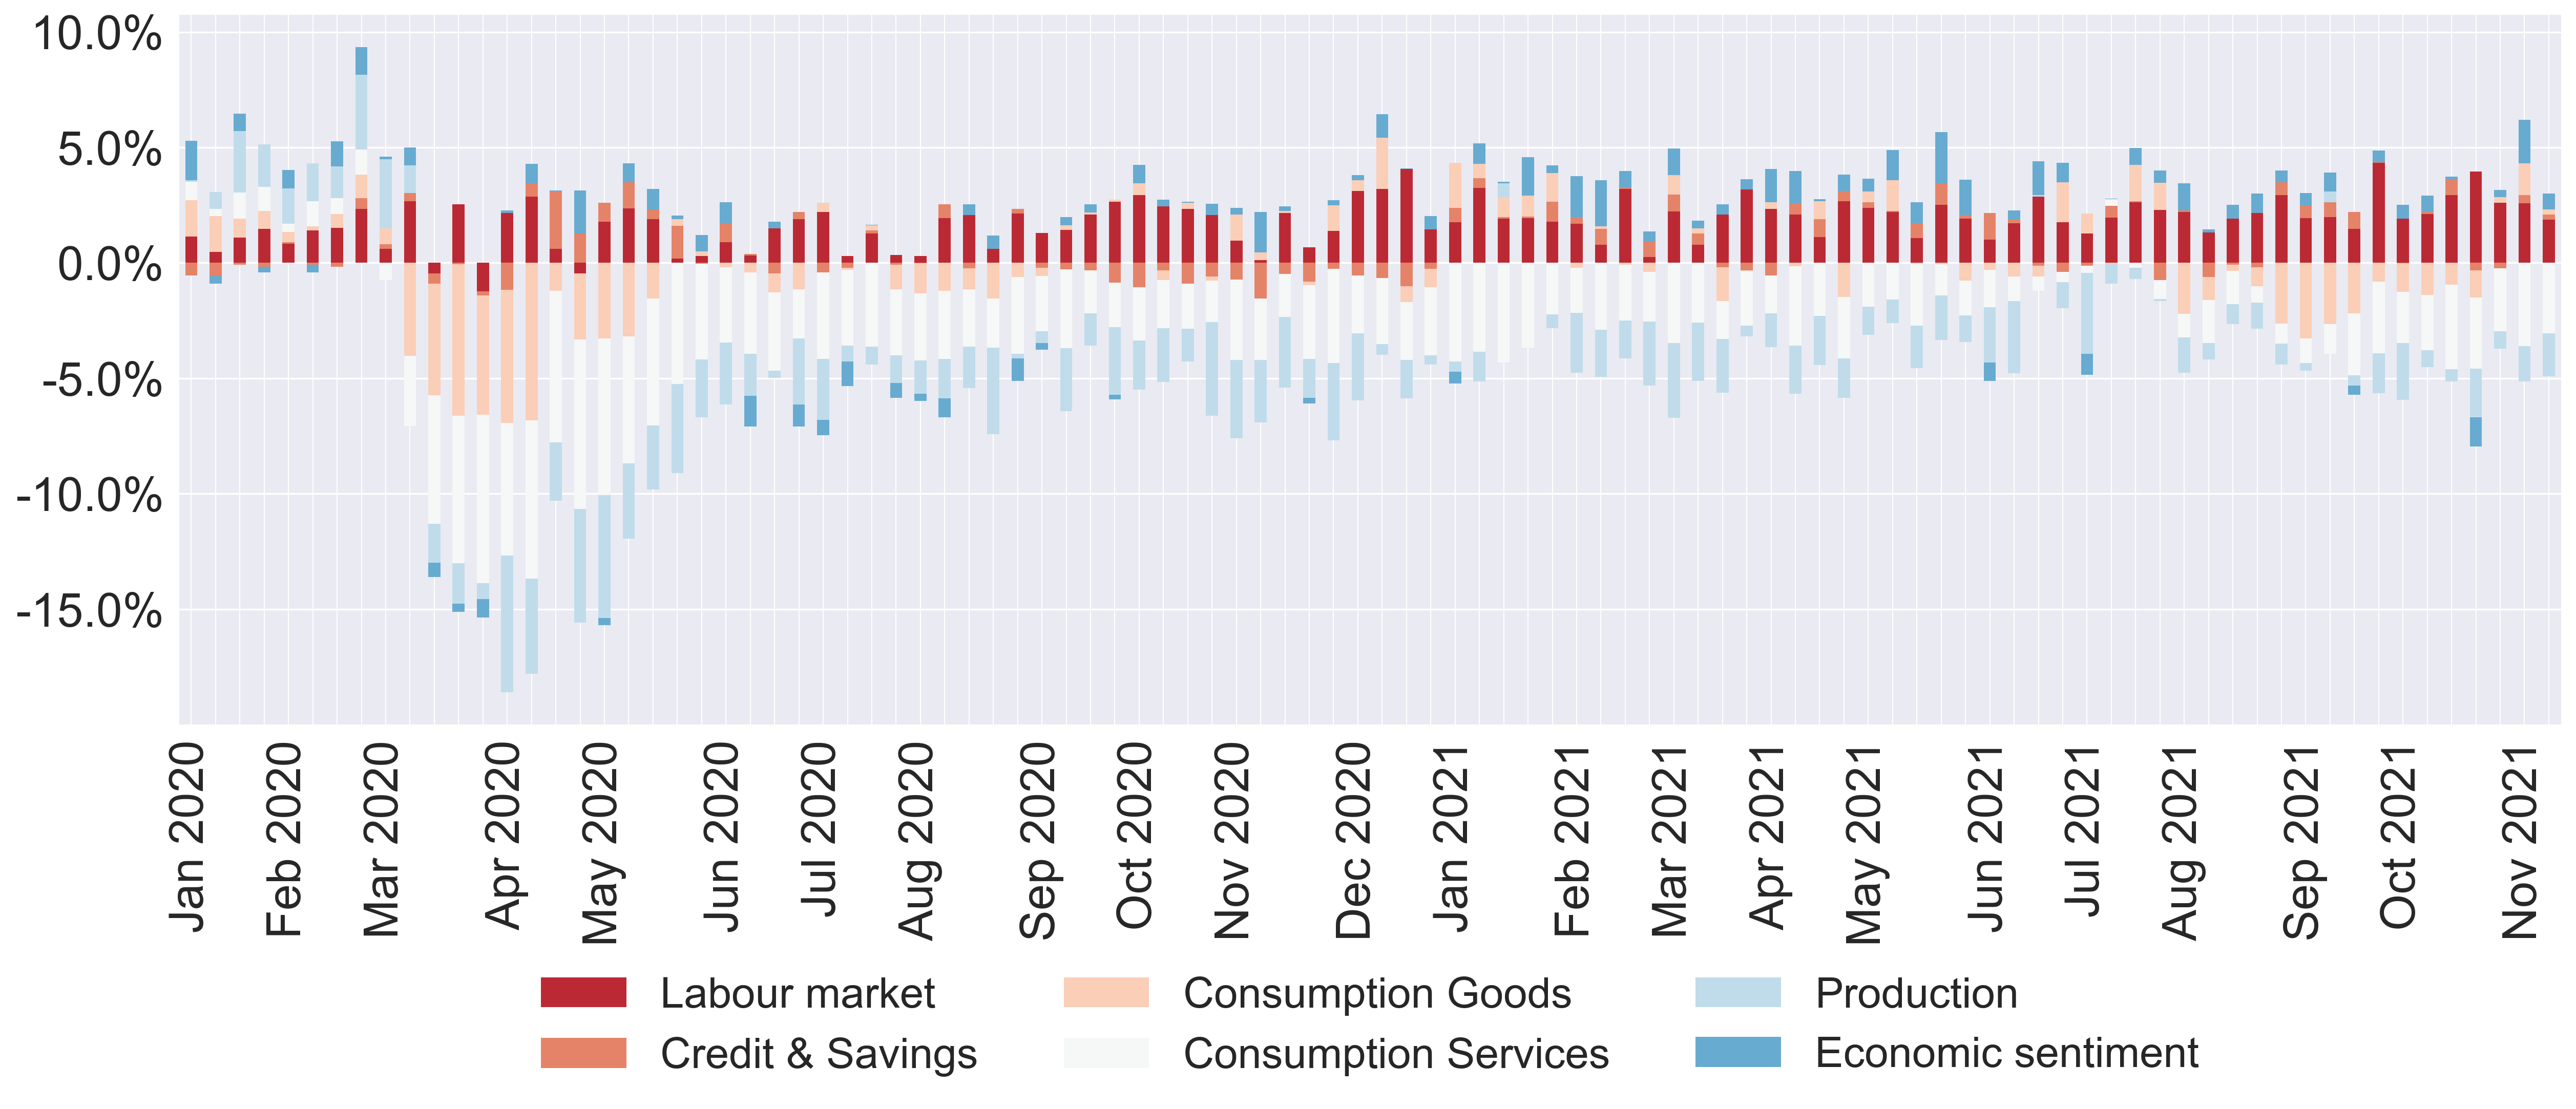 10.0%
5.0%
0.0%
-5.0%
-10.0%
-15.0%
Jan 2020
Feb 2020
Mar 2020
Apr 2020
May 2020
Jun 2020
Jul 2020
Aug 2020
Sep 2020
Oct 2020
Nov 2020
Dec 2020
Jan 2021
Feb 2021
Mar 2021
Apr 2021
May 2021
Jun 2021
Jul 2021
Aug 2021
Sep 2021
Oct 2021
Nov 2021
Labour market
Credit & Savings
Consumption Goods
Consumption Services
Production
Economic sentiment